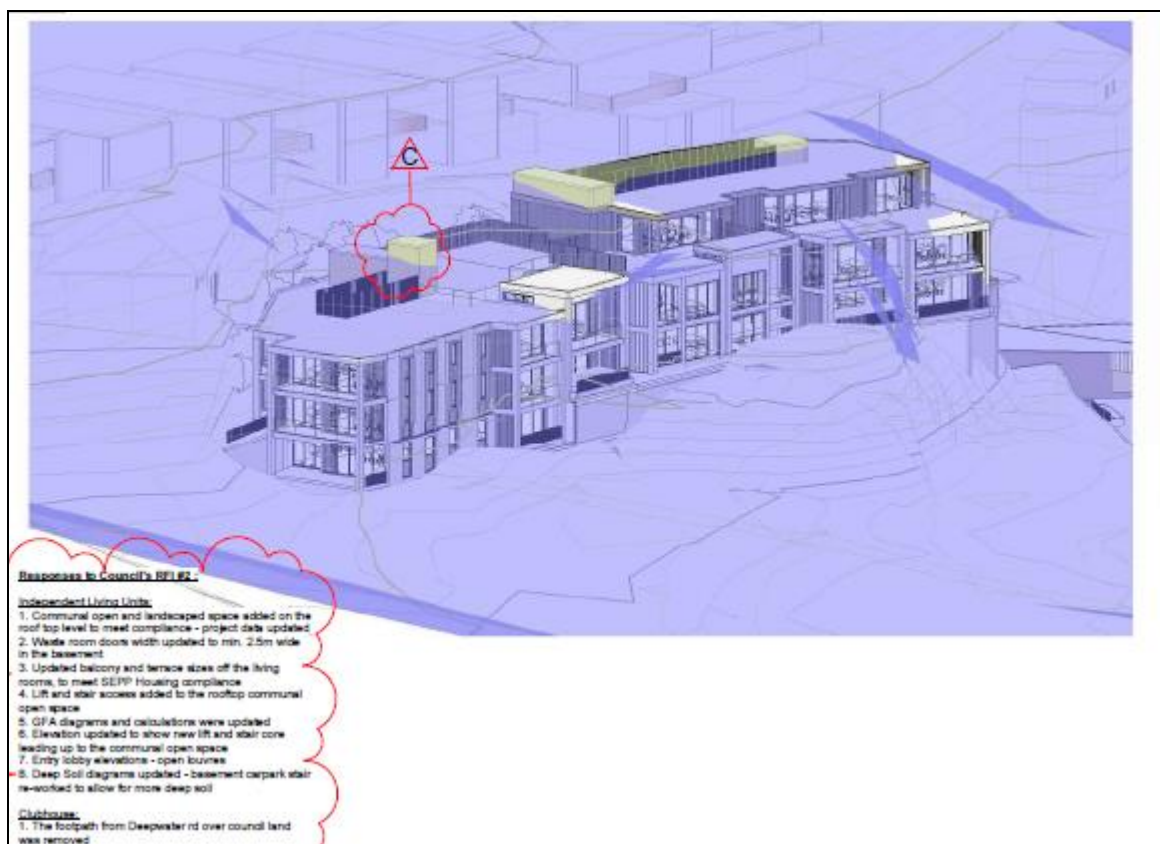 C
Responses to Council's RFI #2 :
Independent Living Units:
1. Communal open and landscaped space added on the
roof top level to meet compliance - project data updated
2. Waste room doors width updated to min. 2.5m wide
in the basement
3. Updated balcony and terrace sizes off the living
rooms, to meet SEPP Housing compliance
4. Lift and stair access added to the rooftop communal
open space
5. GFA diagrams and calculations were updated
6. Elevation updated to show new lift and stair core
leading up to the communal open space
7. Entry lobby elevations - open louvres
8. Deep Soil diagrams updated - basement carpark stair
re-worked to allow for more deep soil
Clubhouse:
1. The footpath from Deepwater rd over council land
was removed